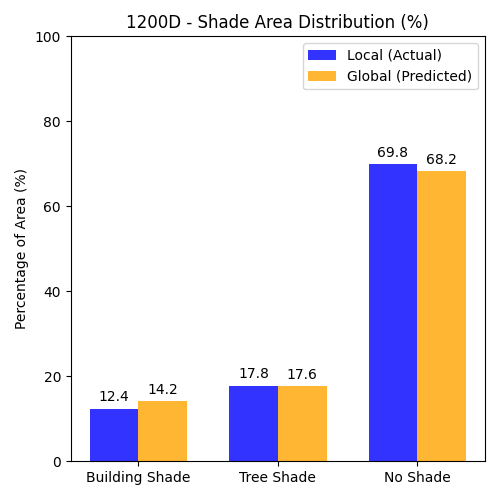 1200D - Shade Area Distribution (%)
Local (Actual)
Global (Predicted)
Percentage of Area (%)
100
80
60
40
20
0
12.4
14.2
17.8
17.6
69.8
68.2
Building Shade
Tree Shade
No Shade